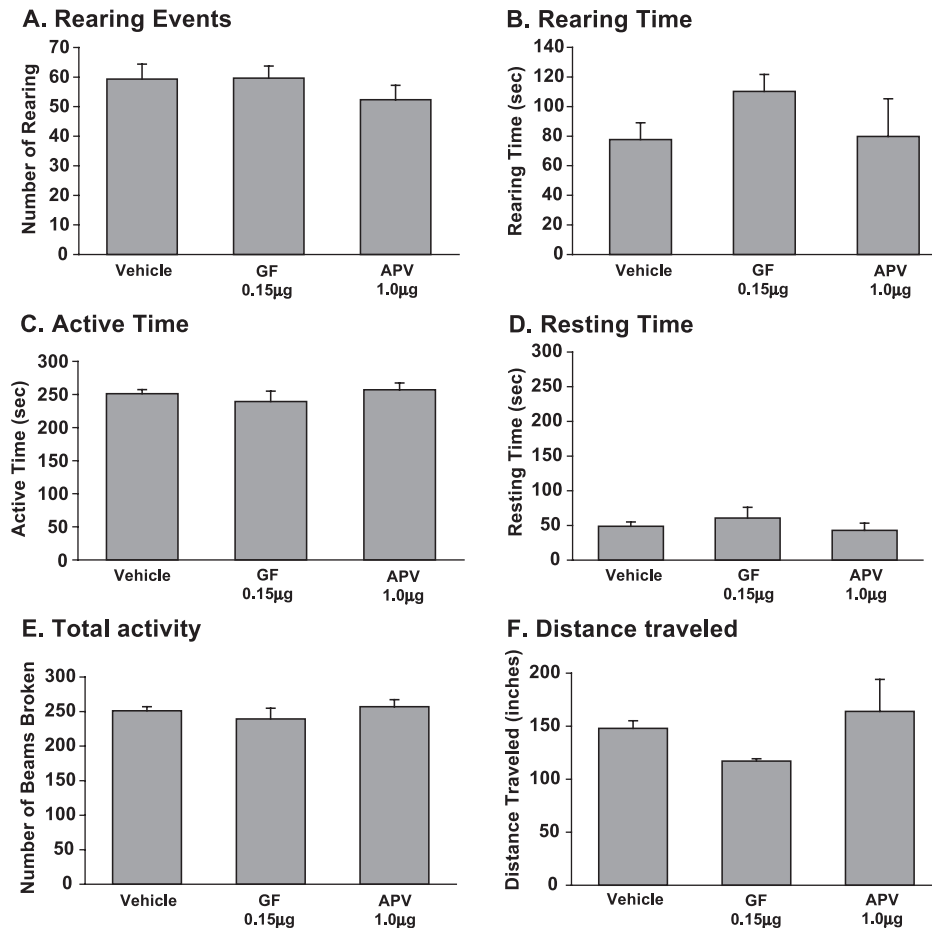 A. Rearing Events
Number of Rearing
70
60
50
40
30
20
10
0
Vehicle
GF
0.15µg
APV
1.0µg
B. Rearing Time
Rearing Time (sec)
140
120
100
80
60
40
20
0
Vehicle
GF
0.15µg
APV
1.0µg
C. Active Time
Active Time (sec)
300
250
200
150
100
50
0
Vehicle
GF
0.15µg
APV
1.0µg
D. Resting Time
Resting Time (sec)
300
250
200
150
100
50
0
Vehicle
GF
0.15µg
APV
1.0µg
E. Total activity
Number of Beams Broken
300
250
200
150
100
50
0
Vehicle
GF
0.15µg
APV
1.0µg
F. Distance traveled
Distance Traveled (inches)
200
150
100
50
0
Vehicle
GF
0.15µg
APV
1.0µg